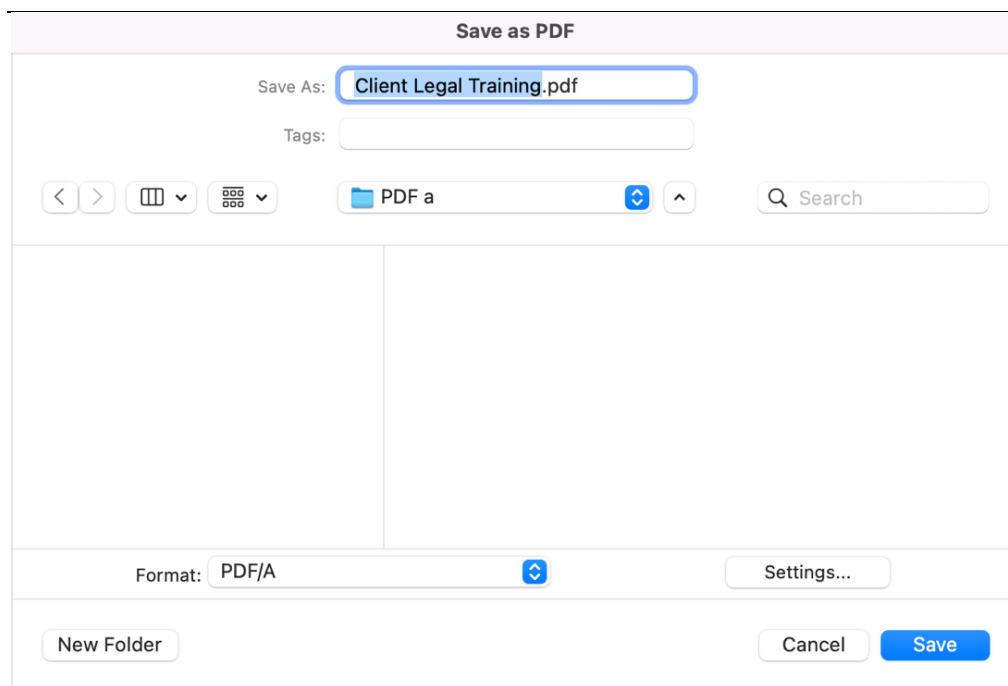 Save as PDF
Save As: Client Legal Training.pdf
Tags:
PDF a
Search
Format: PDF/A
Settings...
New Folder
Cancel
Save